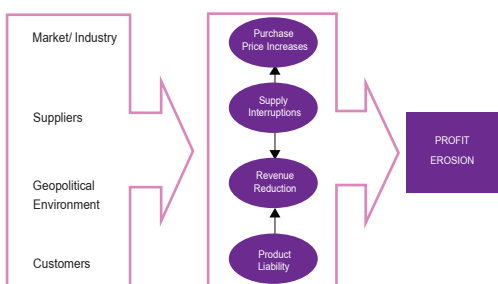 Market/ Industry
Suppliers
Geopolitical
Environment
Customers
Purchase
Price Increases
Supply
Interruptions
Revenue
Reduction
Product
Liability
PROFIT
EROSION